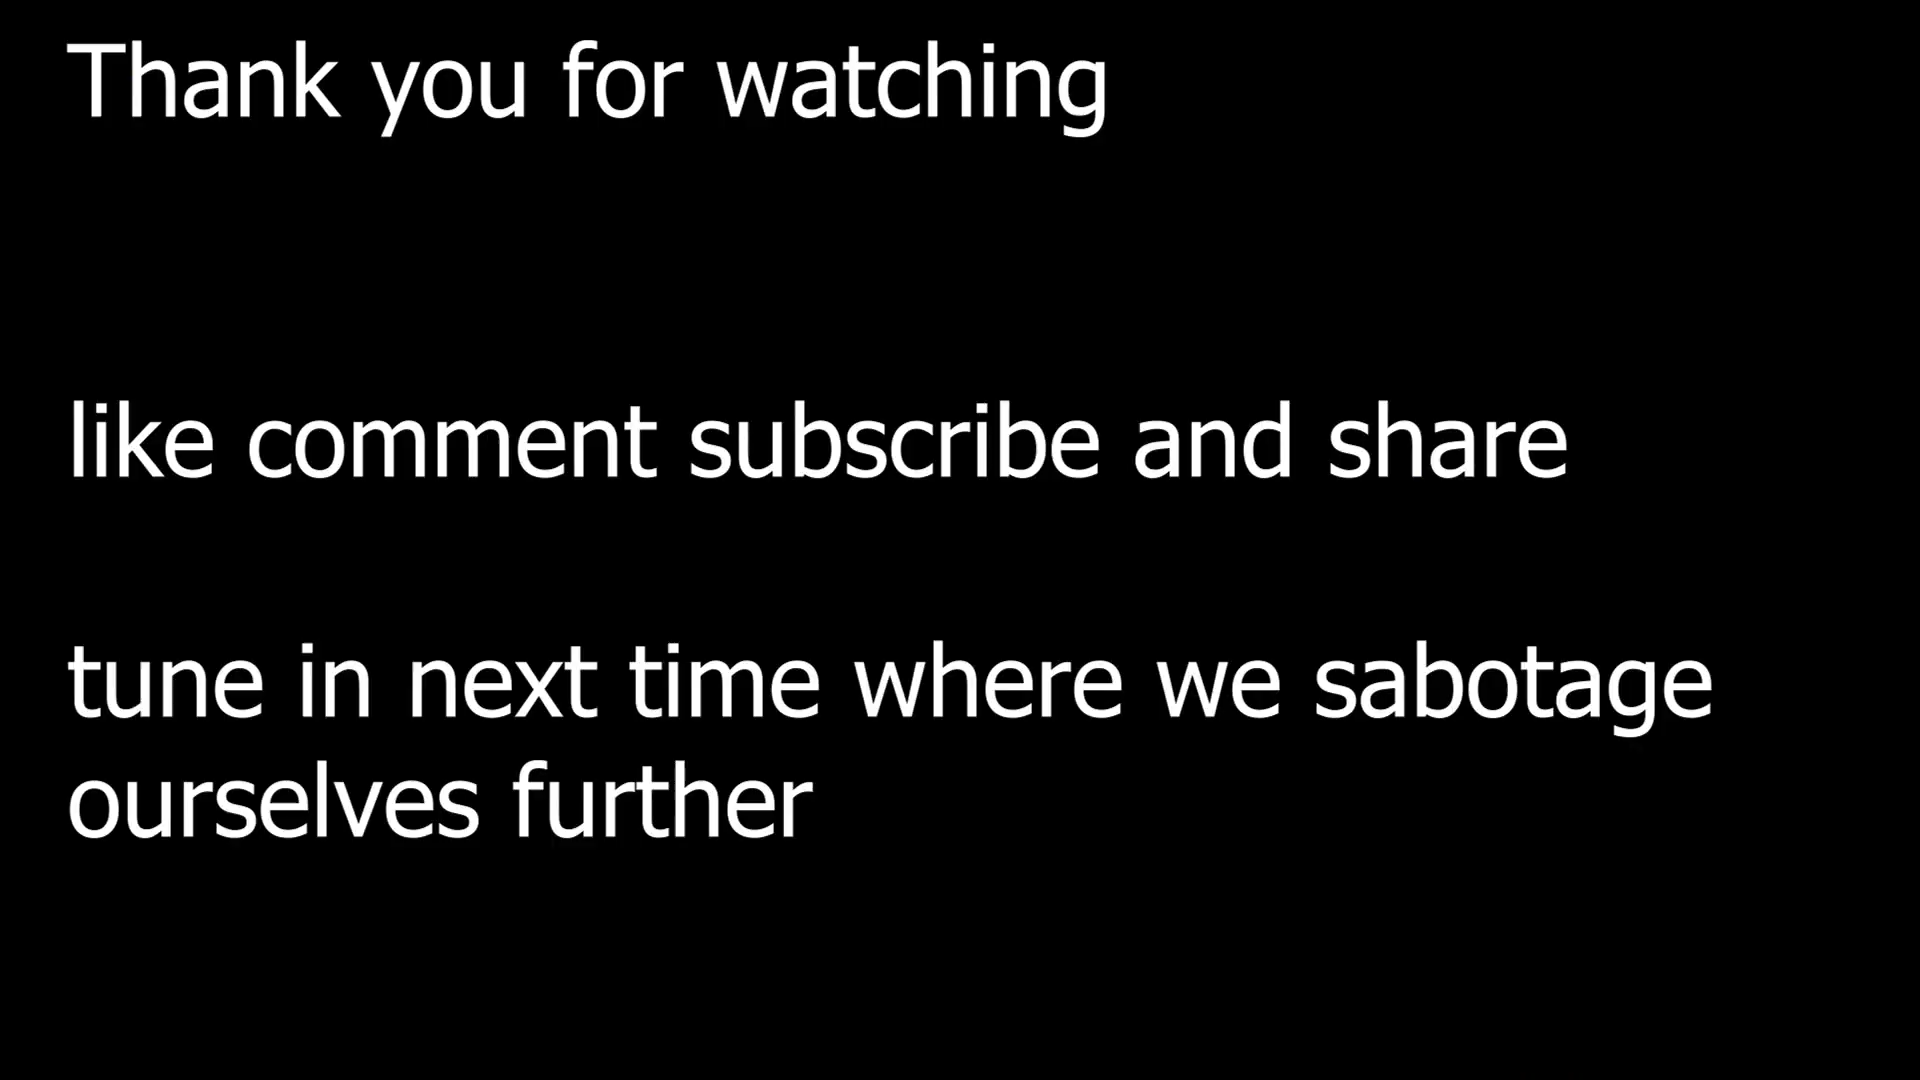 Thank you for watching
like comment subscribe and share
tune in next time where we sabotage
ourselves further